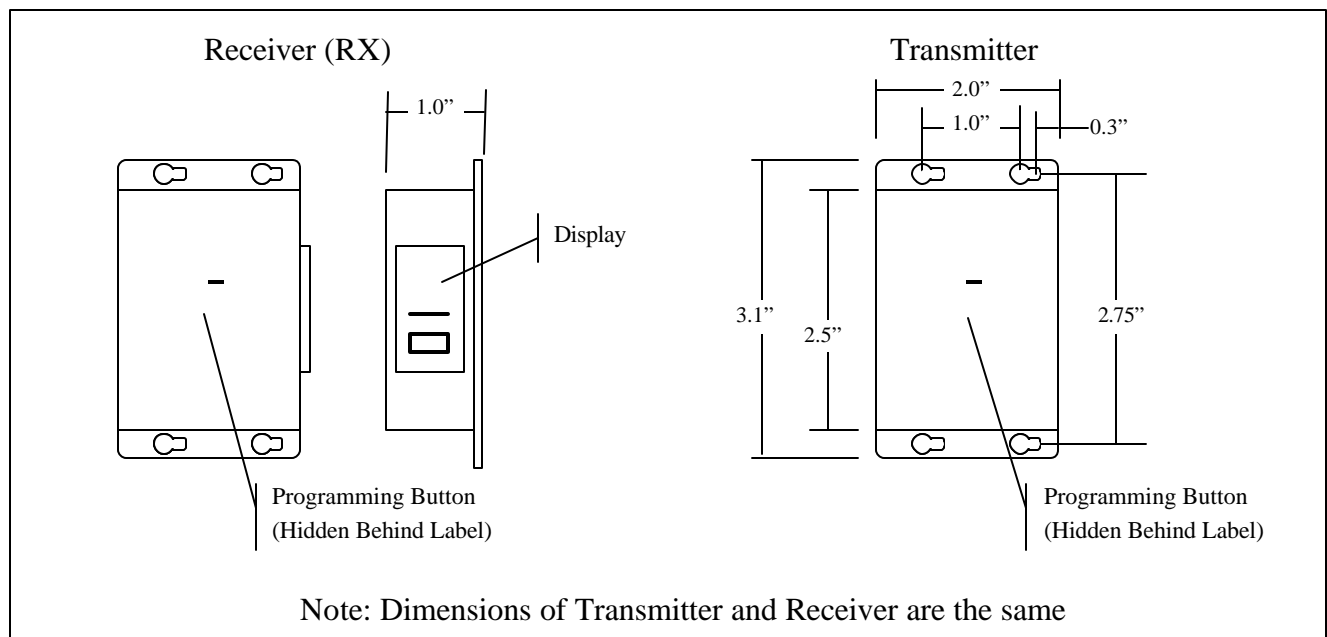 Receiver (RX)
Transmitter
1.0”
2.0”
1.0”
0.3”
Display
3.1”
2.5”
2.75”
Programming Button
(Hidden Behind Label)
Programming Button
(Hidden Behind Label)
Note: Dimensions of Transmitter and Receiver are the same